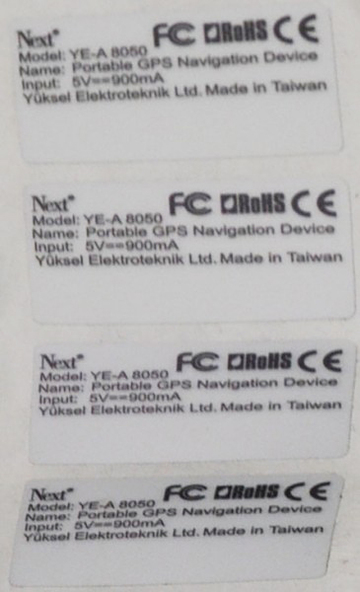 Next® FC RoHS CE
Model: YE-A 8050
Name: Portable GPS Navigation Device
Input: 5V⎓900mA
Yüksel Elektroteknik Ltd. Made in Taiwan
Next® FC RoHS CE
Model: YE-A 8050
Name: Portable GPS Navigation Device
Input: 5V⎓900mA
Yüksel Elektroteknik Ltd. Made in Taiwan
Next® FC RoHS CE
Model: YE-A 8050
Name: Portable GPS Navigation Device
Input: 5V⎓900mA
Yüksel Elektroteknik Ltd. Made in Taiwan
Next® FC RoHS CE
Model: YE-A 8050
Name: Portable GPS Navigation Device
Input: 5V⎓900mA
Yüksel Elektroteknik Ltd. Made in Taiwan